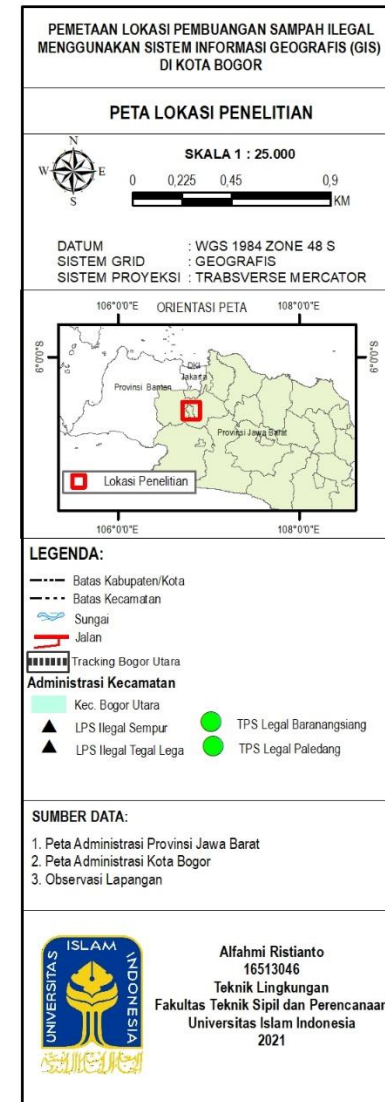 PEMETAAN LOKASI PEMBUANGAN SAMPAH ILEGAL
MENGGUNAKAN SISTEM INFORMASI GEOGRAFIS (GIS)
DI KOTA BOGOR
PETA LOKASI PENELITIAN
N
W E
S
SKALA 1 : 25.000
0 0,225 0,45 0,9
KM
DATUM : WGS 1984 ZONE 48 S
SISTEM GRID : GEOGRAFIS
SISTEM PROYEKSI : TRABSVERSE MERCATOR
106°0'0"E ORIENTASI PETA 108°0'0"E
6°0'0"S 6°0'0"S
DKI
Jakarta
Provinsi Banten
Provinsi Jawa Barat
Lokasi Penelitian
106°0'0"E 108°0'0"E
LEGENDA:
Batas Kabupaten/Kota
Batas Kecamatan
Sungai
Jalan
Tracking Bogor Utara
Administrasi Kecamatan
Kec. Bogor Utara
LPS Ilegal Sempur TPS Legal Baranangsiang
LPS Ilegal Tegal Lega TPS Legal Paledang
SUMBER DATA:
1. Peta Administrasi Provinsi Jawa Barat
2. Peta Administrasi Kota Bogor
3. Observasi Lapangan
UNIVERSITAS
ISLAM
INDONESIA
Alfahmi Ristianto
16513046
Teknik Lingkungan
Fakultas Teknik Sipil dan Perencanaan
Universitas Islam Indonesia
2021